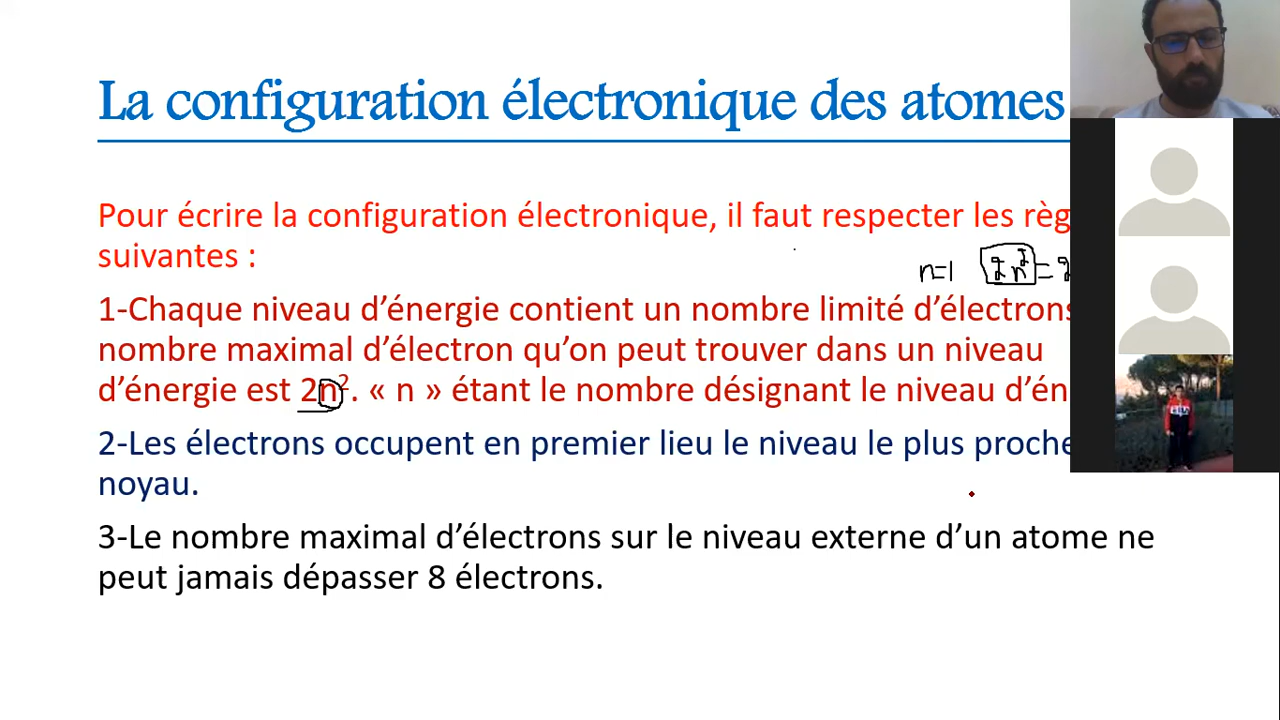 La configuration électronique des atomes
Pour écrire la configuration électronique, il faut respecter les
suivantes :
n=1 2n² =
1-Chaque niveau d'énergie contient un nombre limité d'électrons
nombre maximal d'électron qu'on peut trouver dans un niveau
d'énergie est 2n². « n » étant le nombre désignant le niveau
2-Les électrons occupent en premier lieu le niveau le plus proche
noyau.
3-Le nombre maximal d'électrons sur le niveau externe d'un atome ne
peut jamais dépasser 8 électrons.